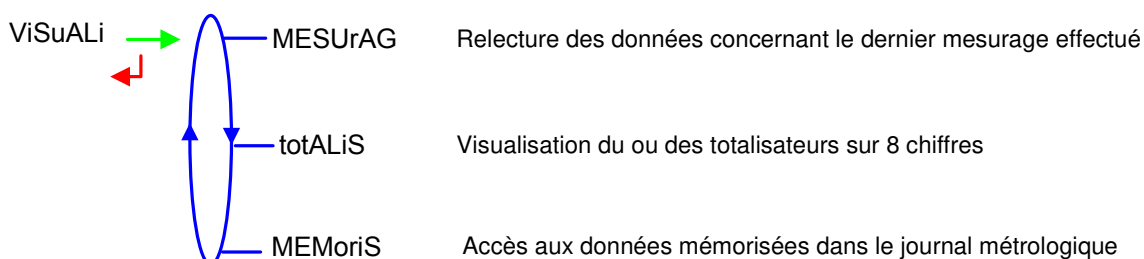 ViSuALi
MESUrAG Relecture des données concernant le dernier mesurage effectué
totALiS Visualisation du ou des totalisateurs sur 8 chiffres
MEMoriS Accès aux données mémorisées dans le journal métrologique